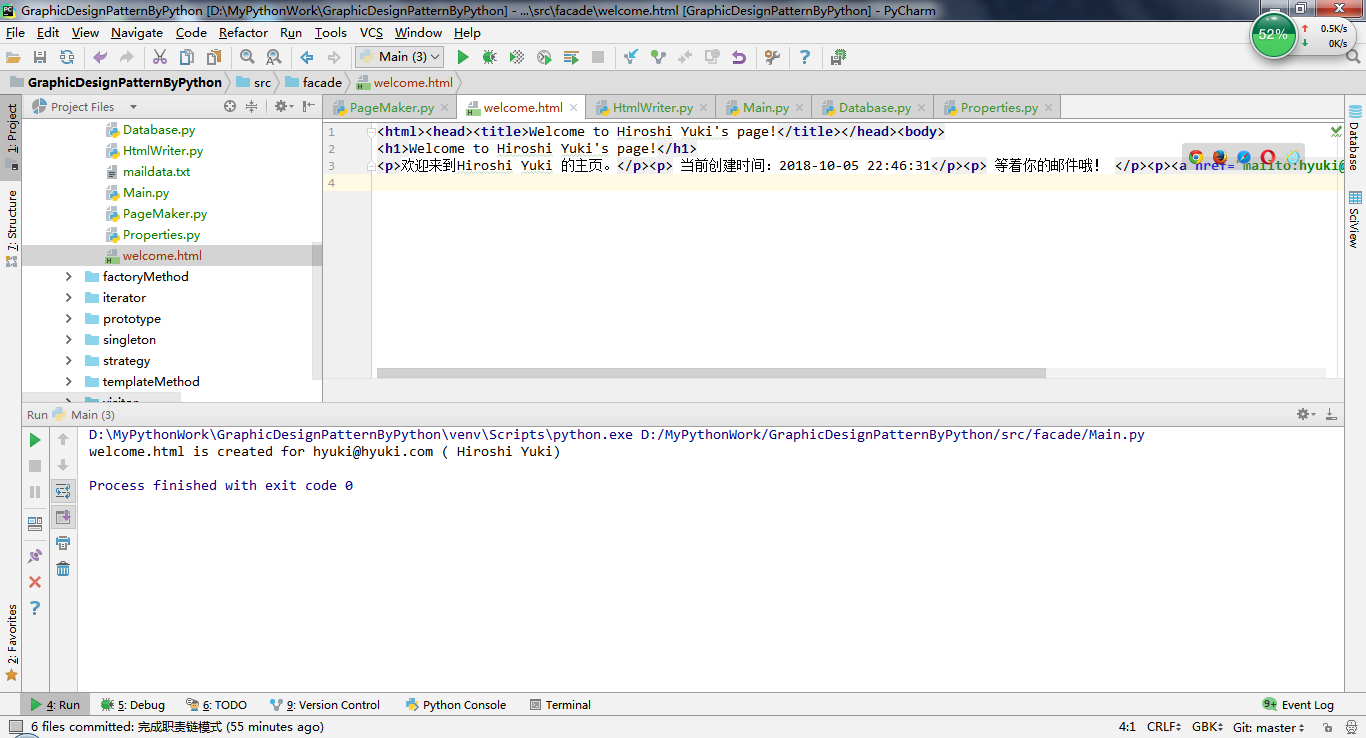 GraphicDesignPatternByPython [D:\MyPythonWork\GraphicDesignPatternByPython] - ...\src\facade\welcome.html [GraphicDesignPatternByPython] - PyCharm
File Edit View Navigate Code Refactor Run Tools VCS Window Help
52% 0.5K/s
0K/s
Main (3)
GraphicDesignPatternByPython src facade welcome.html
1: Project
7: Structure
2: Favorites
Project Files
Database.py
HtmlWriter.py
maildata.txt
Main.py
PageMaker.py
Properties.py
welcome.html
factoryMethod
iterator
prototype
singleton
strategy
templateMethod
PageMaker.py welcome.html HtmlWriter.py Main.py Database.py Properties.py
1 <html><head><title>Welcome to Hiroshi Yuki's page!</title></head><body>
2 <h1>Welcome to Hiroshi Yuki's page!</h1>
3 <p>欢迎来到Hiroshi Yuki 的主页。</p><p> 当前创建时间：2018-10-05 22:46:31</p><p> 等着你的邮件哦！ </p><p><a href="mailto:hyuki@
4
Database
SciView
Run Main (3)
D:\MyPythonWork\GraphicDesignPatternByPython\venv\Scripts\python.exe D:/MyPythonWork/GraphicDesignPatternByPython/src/facade/Main.py
welcome.html is created for hyuki@hyuki.com ( Hiroshi Yuki)
Process finished with exit code 0
4: Run 5: Debug 6: TODO 9: Version Control Python Console Terminal 9+ Event Log
6 files committed: 完成职责链模式 (55 minutes ago) 4:1 CRLF GBK Git: master